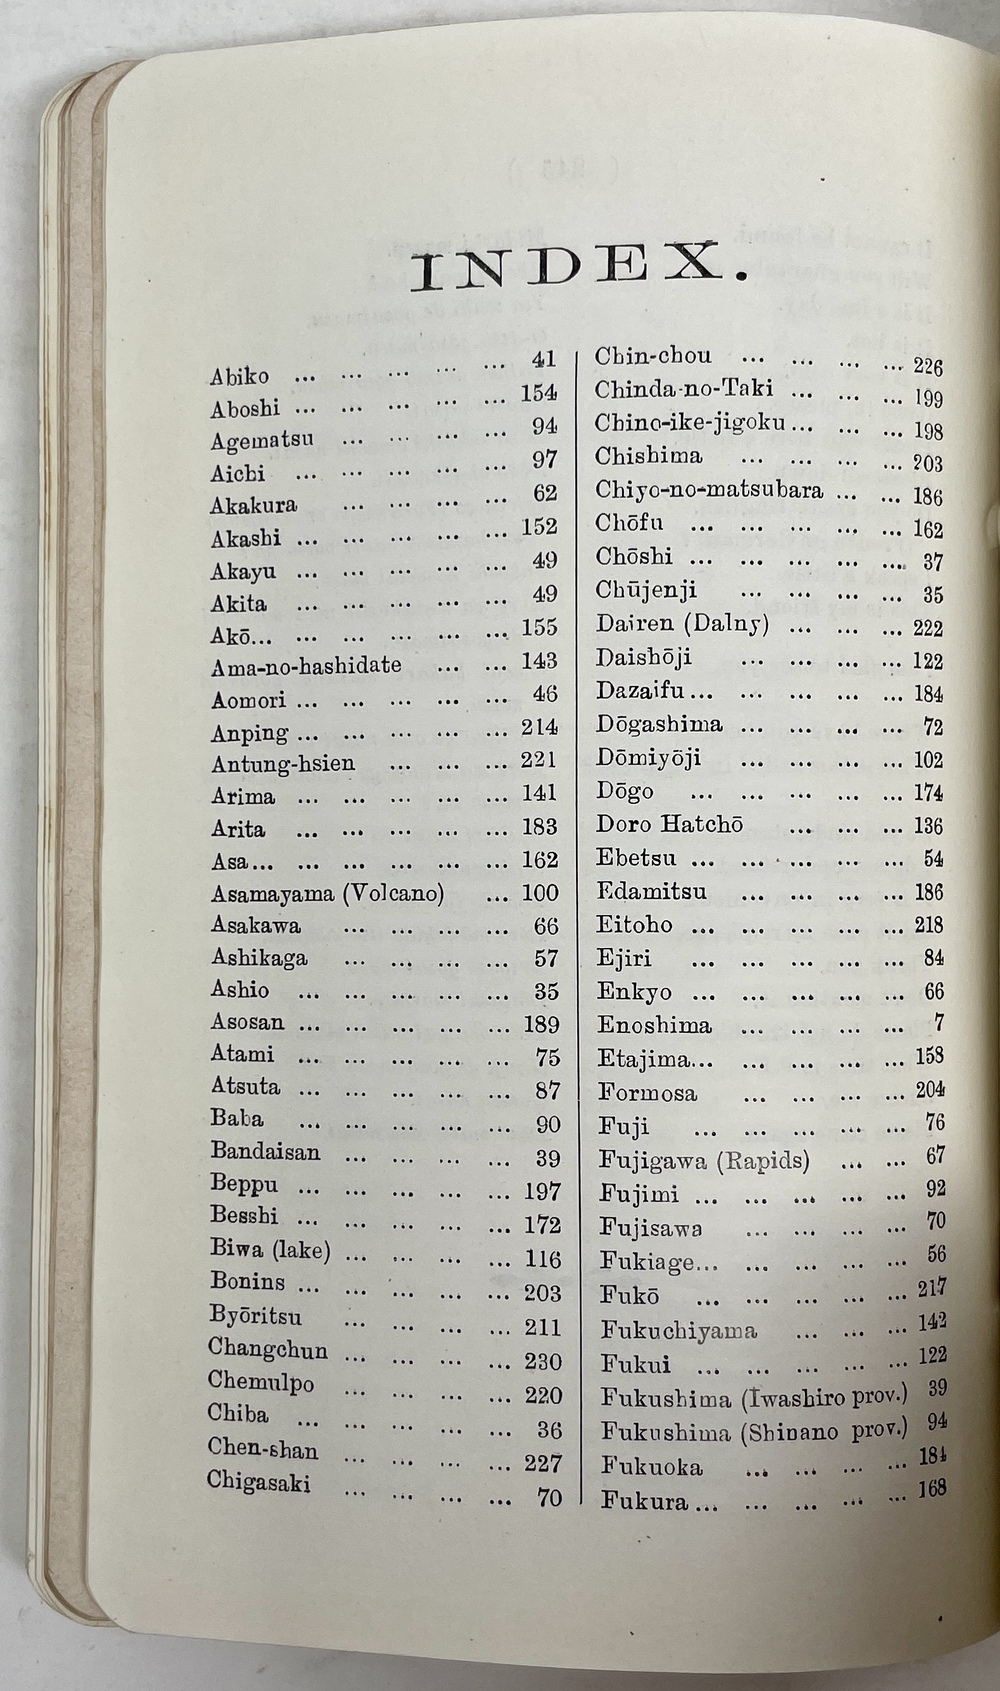 INDEX.
Abiko ... ... ... ... ... 41
Aboshi ... ... ... ... ... 154
Agematsu ... ... ... ... 94
Aichi ... ... ... ... ... 97
Akakura ... ... ... ... 62
Akashi ... ... ... ... ... 152
Akayu ... ... ... ... ... 49
Akita ... ... ... ... ... 49
Akō... ... ... ... ... ... 155
Ama-no-hashidate ... ... 143
Aomori ... ... ... ... ... 46
Anping ... ... ... ... ... 214
Antung-hsien ... ... ... 221
Arima ... ... ... ... ... 141
Arita ... ... ... ... ... 183
Asa... ... ... ... ... ... 162
Asamayama (Volcano) ... 100
Asakawa ... ... ... ... 66
Ashikaga ... ... ... ... 57
Ashio ... ... ... ... ... 35
Asosan ... ... ... ... ... 189
Atami ... ... ... ... ... 75
Atsuta ... ... ... ... ... 87
Baba ... ... ... ... ... 90
Bandaisan ... ... ... ... 39
Beppu ... ... ... ... ... 197
Besshi ... ... ... ... ... 172
Biwa (lake) ... ... ... ... 116
Bonins ... ... ... ... ... 203
Byōritsu ... ... ... ... 211
Changchun ... ... ... ... 230
Chemulpo ... ... ... ... 220
Chiba ... ... ... ... ... 36
Chen-shan ... ... ... ... 227
Chigasaki ... ... ... ... 70
Chin-chou ... ... ... ... 226
Chinda-no-Taki ... ... ... 199
Chino-ike-jigoku... ... ... 198
Chishima ... ... ... ... 203
Chiyo-no-matsubara ... ... 186
Chōfu ... ... ... ... ... 162
Chōshi ... ... ... ... ... 37
Chūjenji ... ... ... ... 35
Dairen (Dalny) ... ... ... 222
Daishōji ... ... ... ... 122
Dazaifu... ... ... ... ... 184
Dōgashima ... ... ... ... 72
Dōmiyōji ... ... ... ... 102
Dōgo ... ... ... ... ... 174
Doro Hatchō ... ... ... 136
Ebetsu ... ... ... ... ... 54
Edamitsu ... ... ... ... 186
Eitoho ... ... ... ... ... 218
Ejiri ... ... ... ... ... 84
Enkyo ... ... ... ... ... 66
Enoshima ... ... ... ... 7
Etajima... ... ... ... ... 158
Formosa ... ... ... ... 204
Fuji ... ... ... ... ... 76
Fujigawa (Rapids) ... ... 67
Fujimi ... ... ... ... ... 92
Fujisawa ... ... ... ... 70
Fukiage... ... ... ... ... 56
Fukō ... ... ... ... ... 217
Fukuchiyama ... ... ... 142
Fukui ... ... ... ... ... 122
Fukushima (Iwashiro prov.) 39
Fukushima (Shinano prov.) 94
Fukuoka ... ... ... ... 184
Fukura ... ... ... ... ... 168